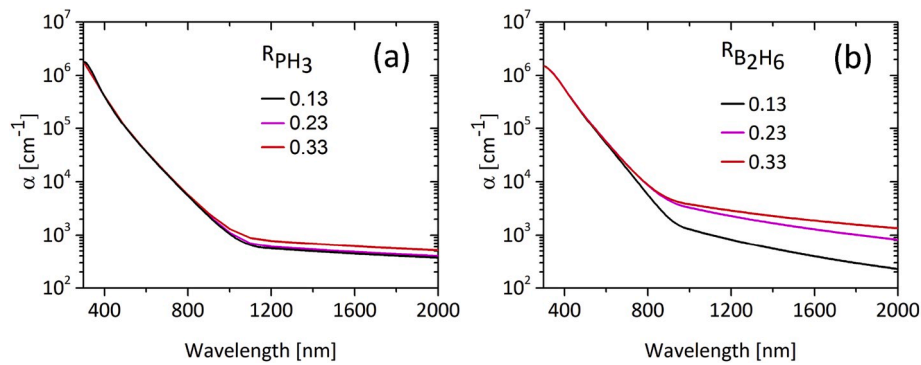 10^7
10^6
10^5
10^4
10^3
10^2
α [cm^-1]
R_PH3
(a)
0.13
0.23
0.33
400 800 1200 1600 2000
Wavelength [nm]
10^7
10^6
10^5
10^4
10^3
10^2
α [cm^-1]
R_B2H6
(b)
0.13
0.23
0.33
400 800 1200 1600 2000
Wavelength [nm]